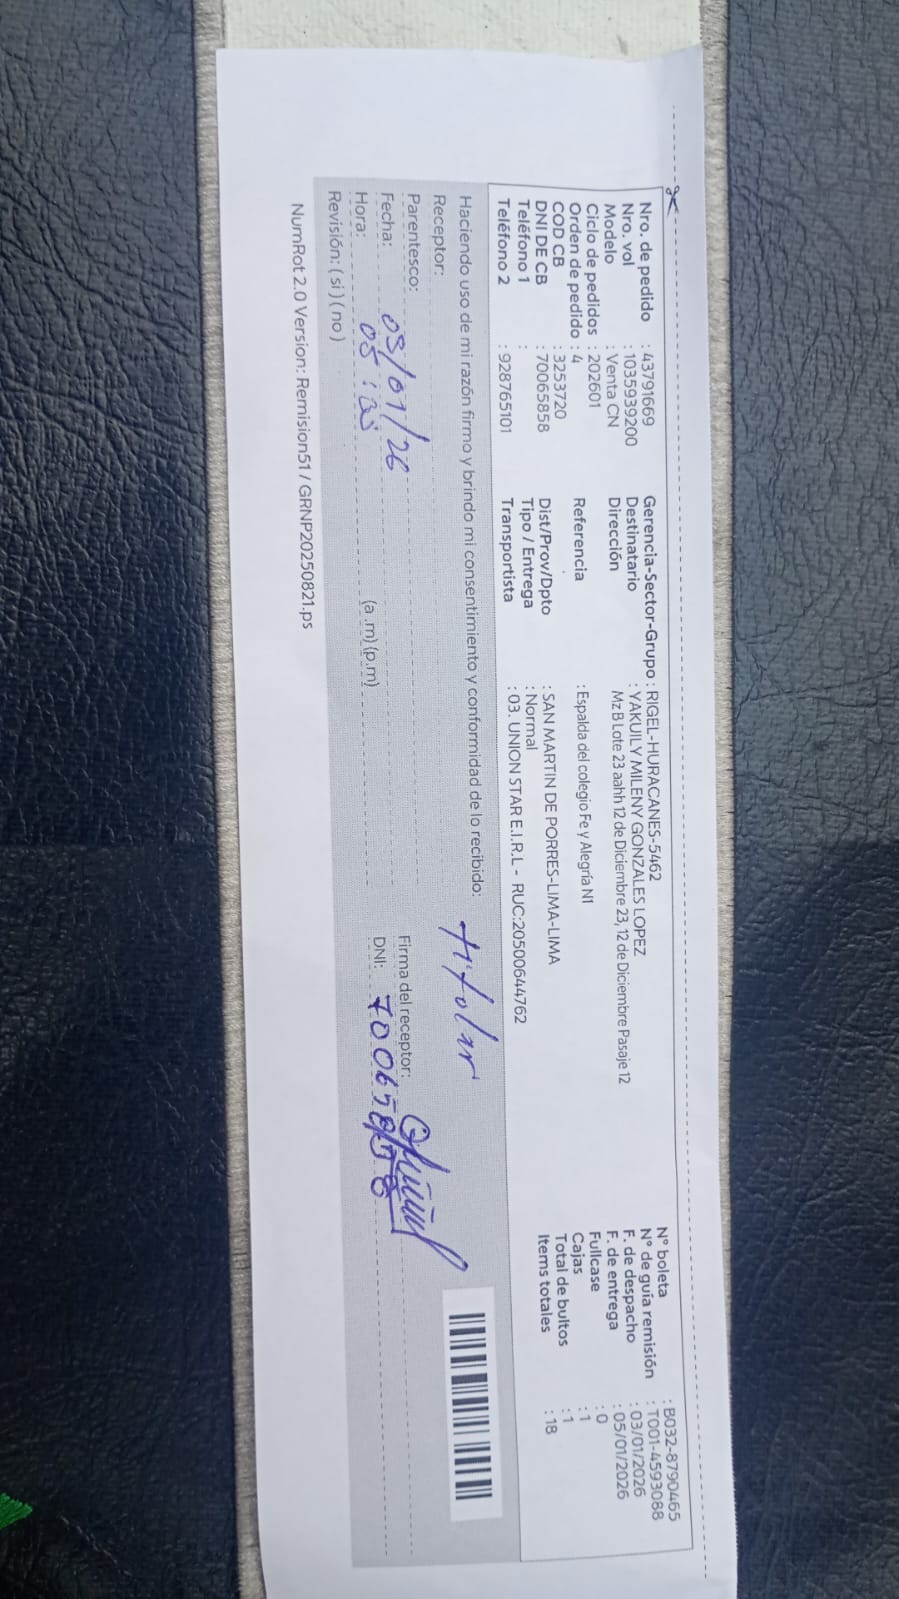 Nro. de pedido : 43791669
Nro. vol : 1035939200
Modelo : Venta CN
Ciclo de pedidos : 202601
Orden de pedido : 4
COD CB : 3253720
DNI DE CB : 70065858
Teléfono 1 :
Teléfono 2 : 928765101
Gerencia-Sector-Grupo : RIGEL-HURACANES-5462
Destinatario : YAKUILY MILENY GONZALES LOPEZ
Dirección : Mz B Lote 23 aahh 12 de Diciembre 23, 12 de Diciembre Pasaje 12
Referencia : Espalda del colegio Fe y Alegría N1
Dist/Prov/Dpto : SAN MARTIN DE PORRES-LIMA-LIMA
Tipo / Entrega : Normal
Transportista : 03. UNION STAR E.I.R.L - RUC:20500644762
N° boleta : B032-8790465
N° de guía remisión : T001-4593088
F. de despacho : 03/01/2026
F. de entrega : 05/01/2026
Fullcase : 0
Cajas : 1
Total de bultos : 1
Items totales : 18
Haciendo uso de mi razón firmo y brindo mi consentimiento y conformidad de lo recibido:
Receptor: titular
Parentesco:
Firma del receptor:
Fecha: 05/01/26
DNI: 70065858
Hora: (a .m) (p.m)
Revisión: ( si ) ( no )
NumRot 2.0 Version: Remision51 / GRNP20250821.ps